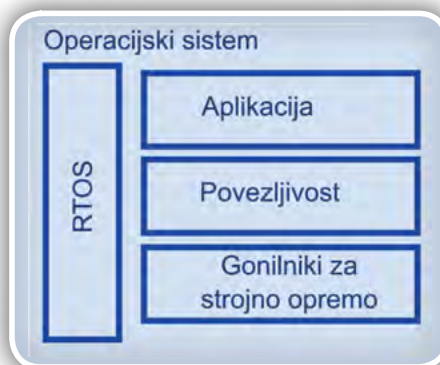 Operacijski sistem
RTOS
Aplikacija
Povezljivost
Gonilniki za
strojno opremo